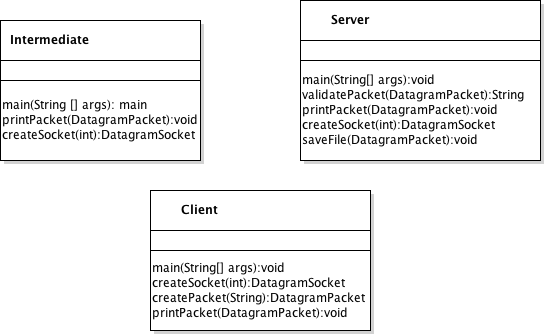 Intermediate
main(String [] args): main
printPacket(DatagramPacket):void
createSocket(int):DatagramSocket
Server
main(String[] args):void
validatePacket(DatagramPacket):String
printPacket(DatagramPacket):void
createSocket(int):DatagramSocket
saveFile(DatagramPacket):void
Client
main(String[] args):void
createSocket(int):DatagramSocket
createPacket(String):DatagramPacket
printPacket(DatagramPacket):void